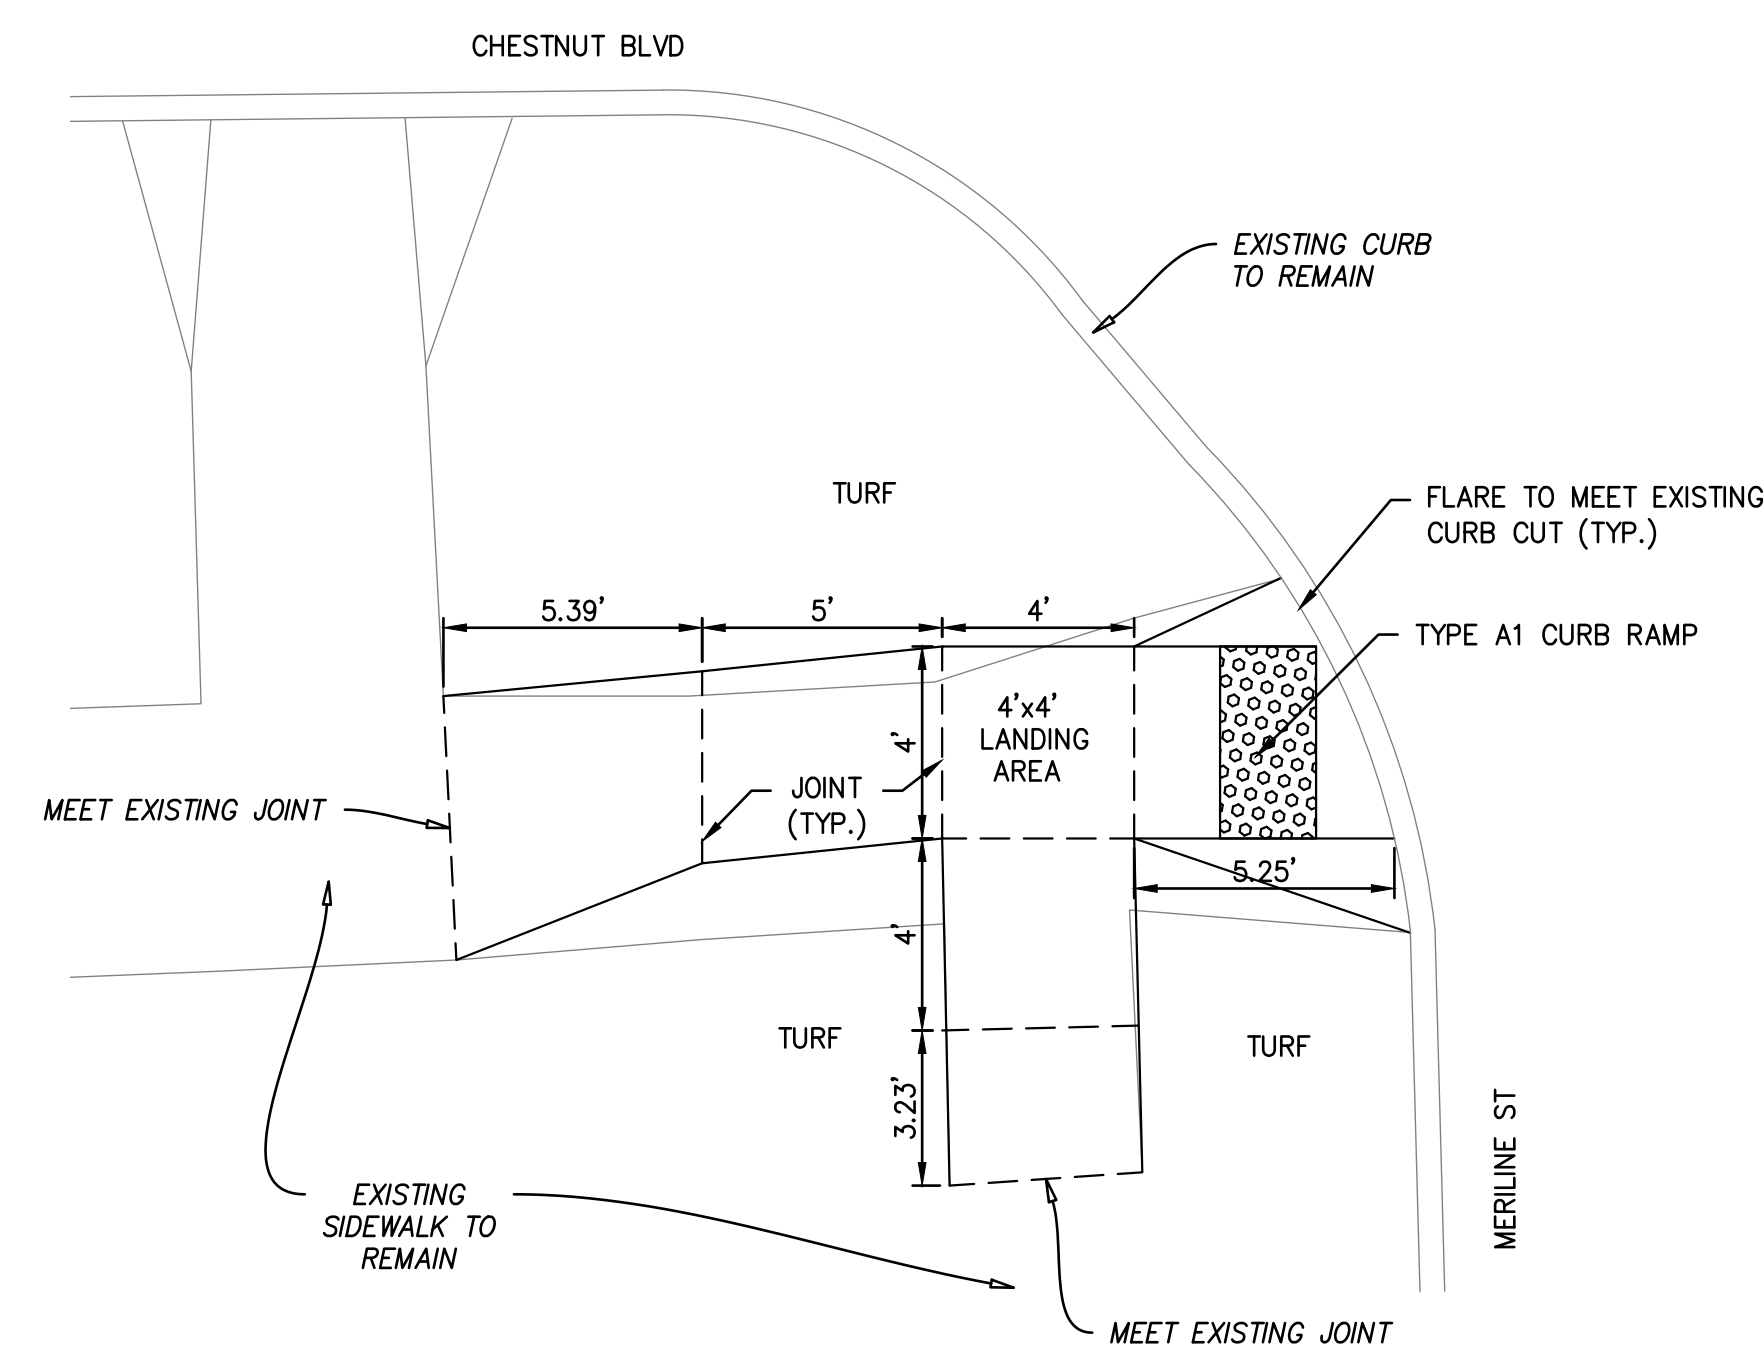 CHESTNUT BLVD
EXISTING CURB
TO REMAIN
TURF
FLARE TO MEET EXISTING
CURB CUT (TYP.)
5.39'
5'
4'
TYPE A1 CURB RAMP
4'x4'
LANDING
AREA
4'
JOINT
(TYP.)
MEET EXISTING JOINT
5.25'
4'
TURF
TURF
3.23'
MERILINE ST
EXISTING
SIDEWALK TO
REMAIN
MEET EXISTING JOINT